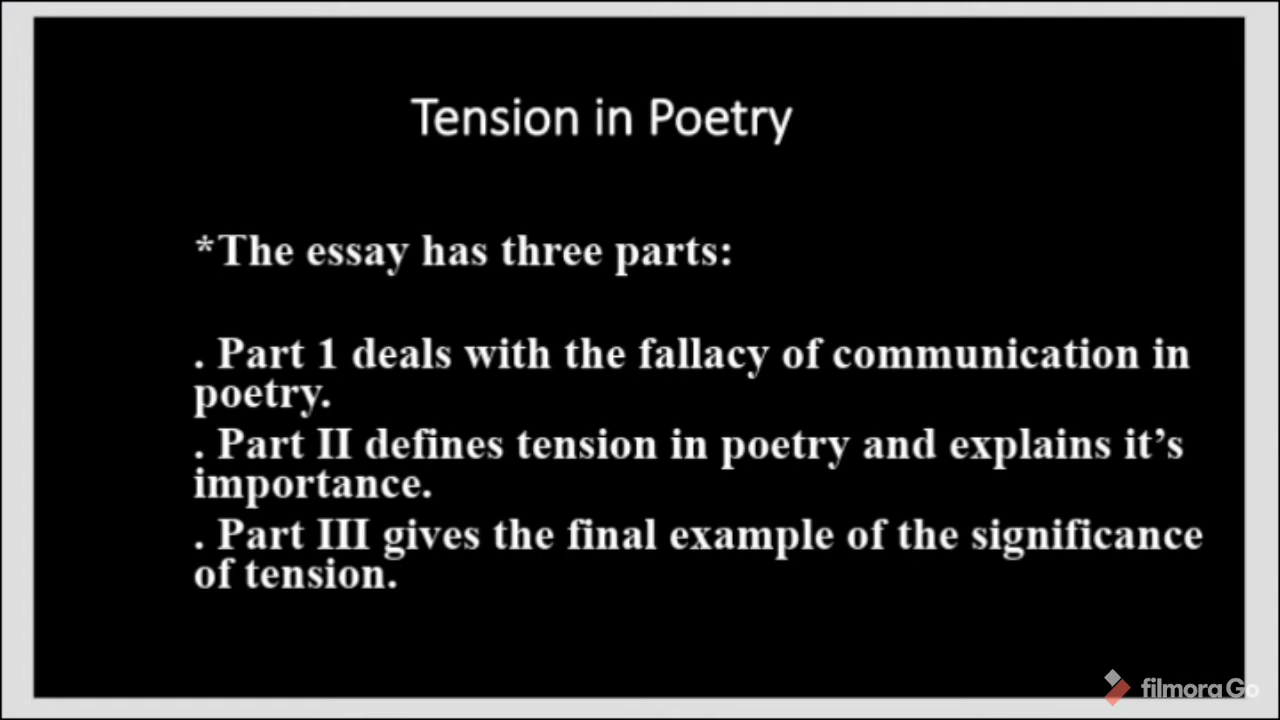 Tension in Poetry
*The essay has three parts:
. Part 1 deals with the fallacy of communication in
poetry.
. Part II defines tension in poetry and explains it’s
importance.
. Part III gives the final example of the significance
of tension.
filmoraGo